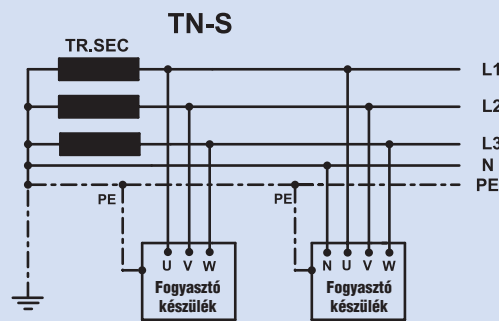 TN-S
TR.SEC
L1
L2
L3
N
PE
PE
PE
U V W
Fogyasztó
készülék
N U V W
Fogyasztó
készülék